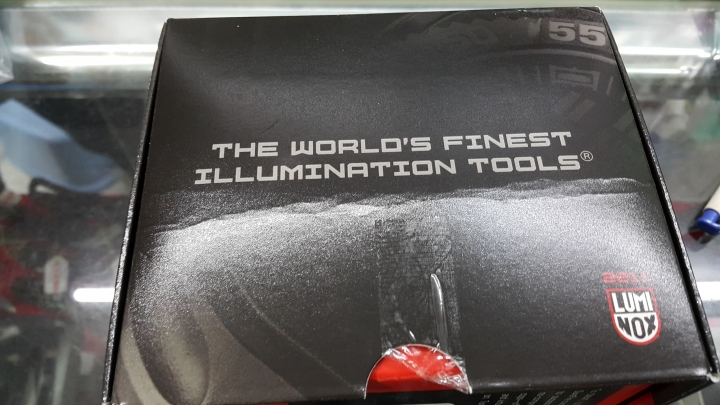 55
THE WORLD'S FINEST
ILLUMINATION TOOLS®
LUMI
NOX